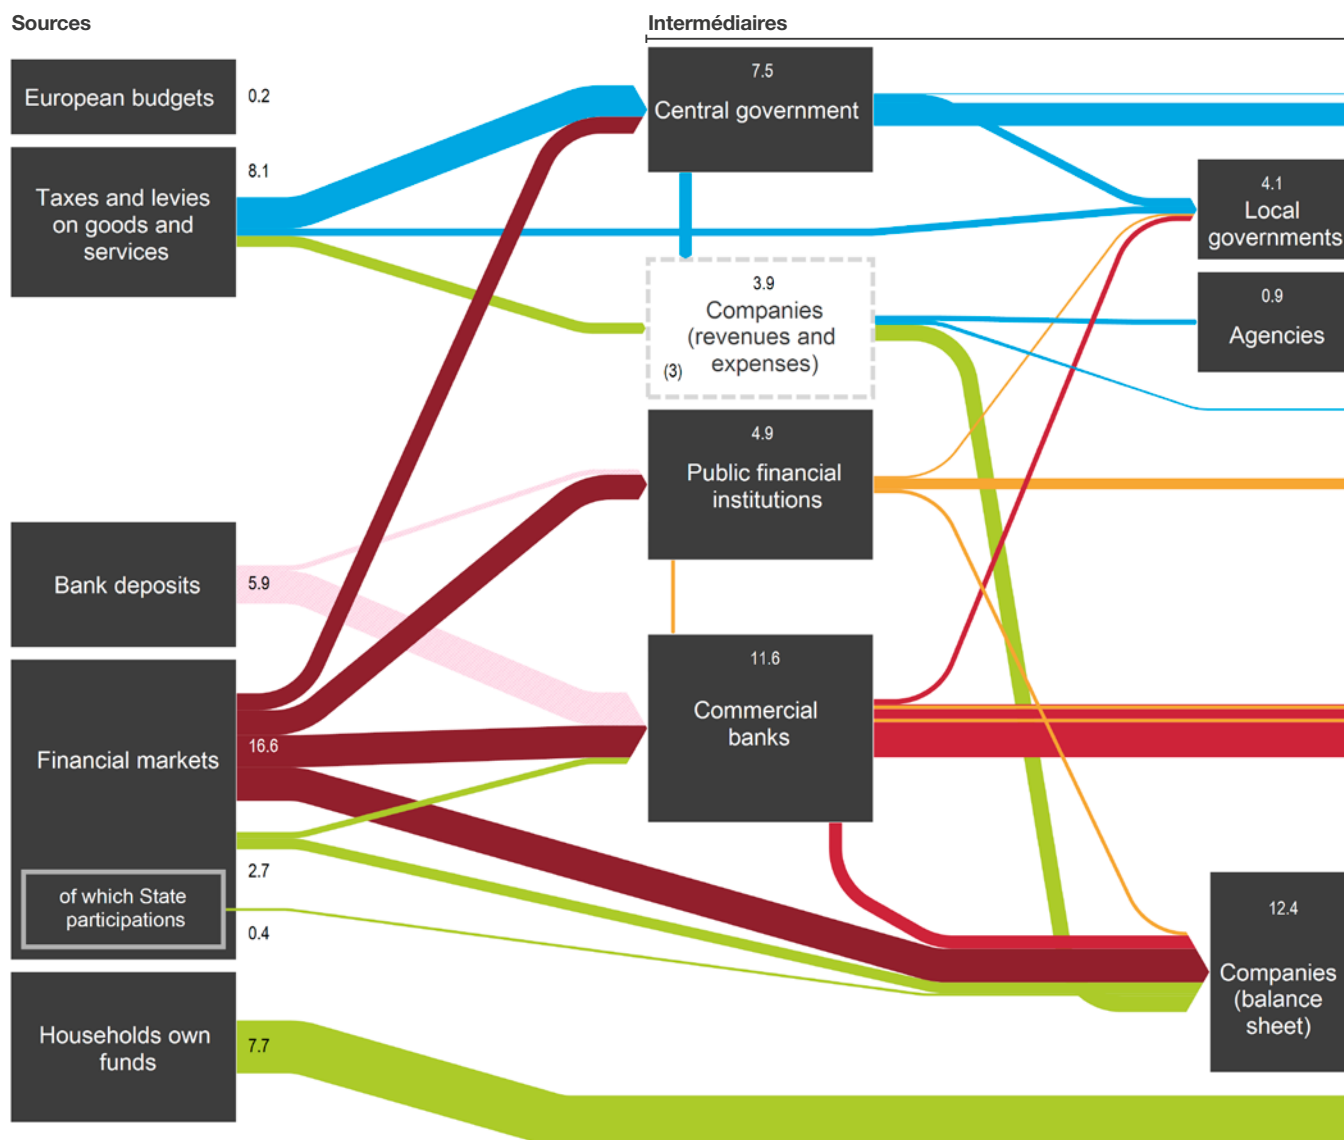 Sources
Intermédiaires
European budgets
0.2
8.1
Taxes and levies
on goods and
services
7.5
Central government
4.1
Local
governments
3.9
Companies
(revenues and
expenses)
(3)
0.9
Agencies
4.9
Public financial
institutions
Bank deposits
5.9
11.6
Commercial
banks
Financial markets
16.6
2.7
of which State
participations
0.4
12.4
Companies
(balance
sheet)
Households own
funds
7.7